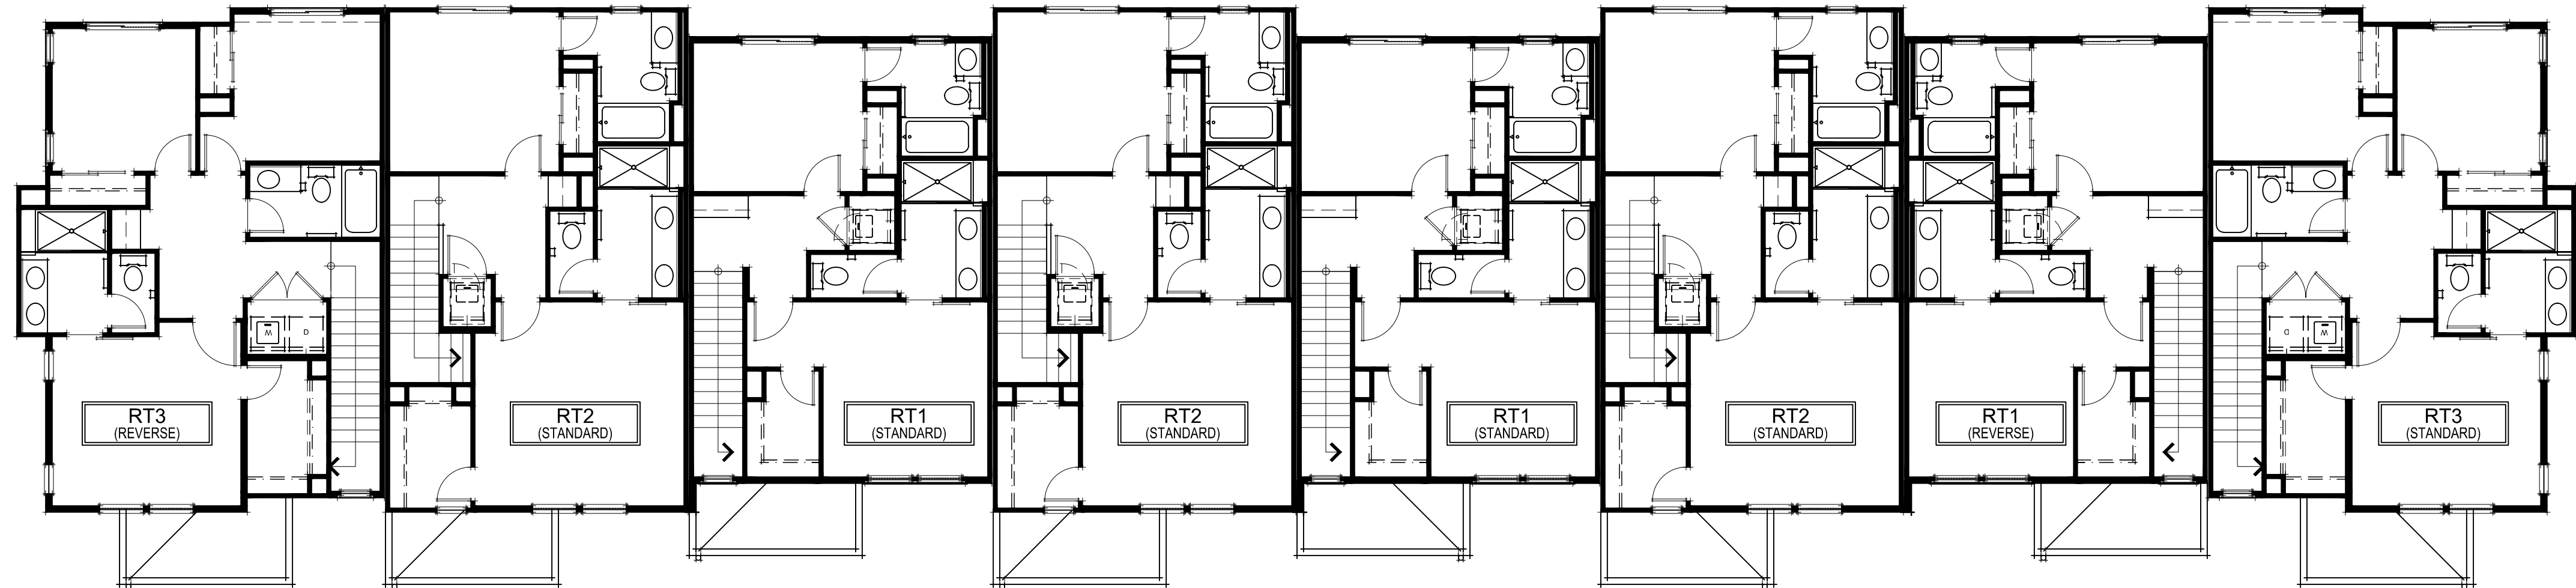 W
D
RT3
(REVERSE)
RT2
(STANDARD)
RT1
(STANDARD)
RT2
(STANDARD)
RT1
(STANDARD)
RT2
(STANDARD)
RT1
(REVERSE)
D
W
RT3
(STANDARD)